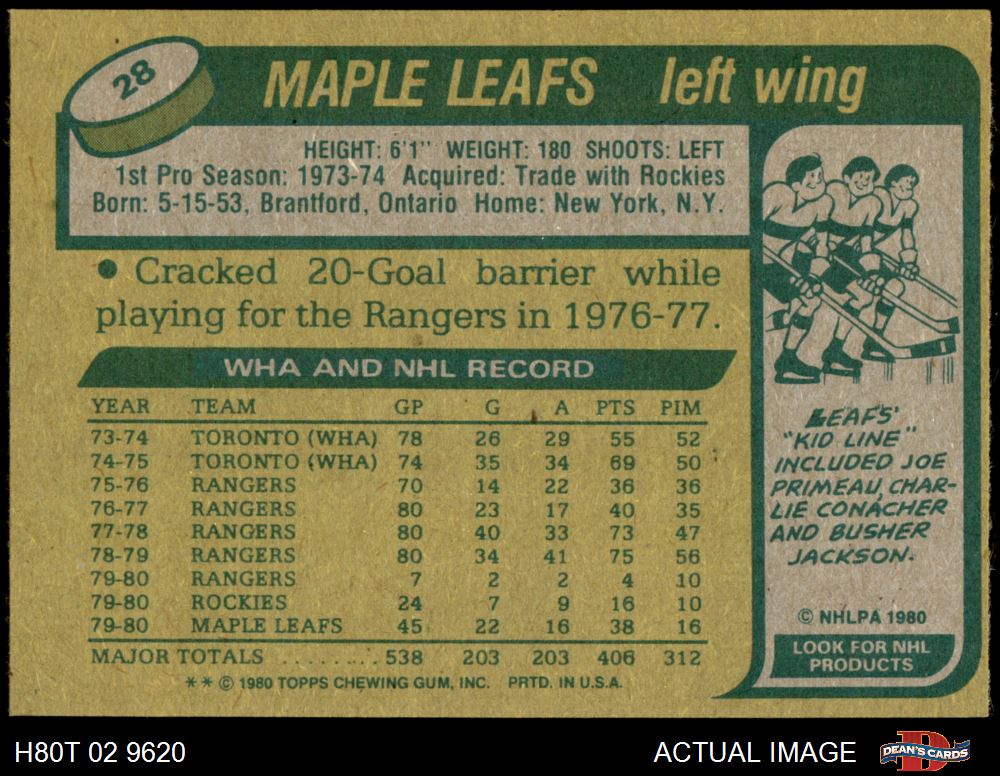 28
MAPLE LEAFS left wing
HEIGHT: 6'1" WEIGHT: 180 SHOOTS: LEFT
1st Pro Season: 1973-74 Acquired: Trade with Rockies
Born: 5-15-53, Brantford, Ontario Home: New York, N.Y.
• Cracked 20-Goal barrier while
playing for the Rangers in 1976-77.
WHA AND NHL RECORD
YEAR TEAM GP G A PTS PIM
73-74 TORONTO (WHA) 78 26 29 55 52
74-75 TORONTO (WHA) 74 35 34 69 50
75-76 RANGERS 70 14 22 36 36
76-77 RANGERS 80 23 17 40 35
77-78 RANGERS 80 40 33 73 47
78-79 RANGERS 80 34 41 75 56
79-80 RANGERS 7 2 2 4 10
79-80 ROCKIES 24 7 9 16 10
79-80 MAPLE LEAFS 45 22 16 38 16
MAJOR TOTALS ......... 538 203 203 406 312
** © 1980 TOPPS CHEWING GUM, INC. PRTD. IN U.S.A.
LEAFS'
"KID LINE"
INCLUDED JOE
PRIMEAU, CHAR-
LIE CONACHER
AND BUSHER
JACKSON.
© NHLPA 1980
LOOK FOR NHL
PRODUCTS
H80T 02 9620
ACTUAL IMAGE
D
DEAN'S CARDS